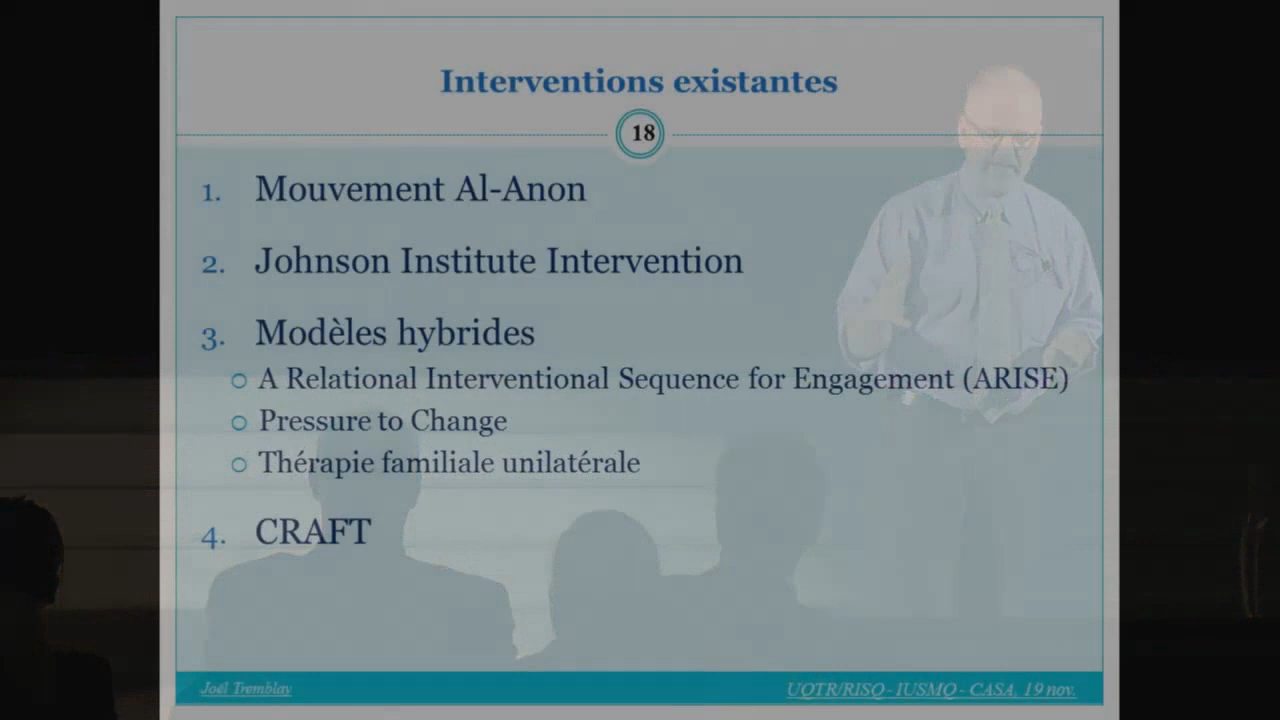 Interventions existantes
18
1. Mouvement Al-Anon
2. Johnson Institute Intervention
3. Modèles hybrides
A Relational Interventional Sequence for Engagement (ARISE)
Pressure to Change
Thérapie familiale unilatérale
4. CRAFT
Joël Tremblay
UQTR/RISQ - IUSMQ - CASA, 19 nov.